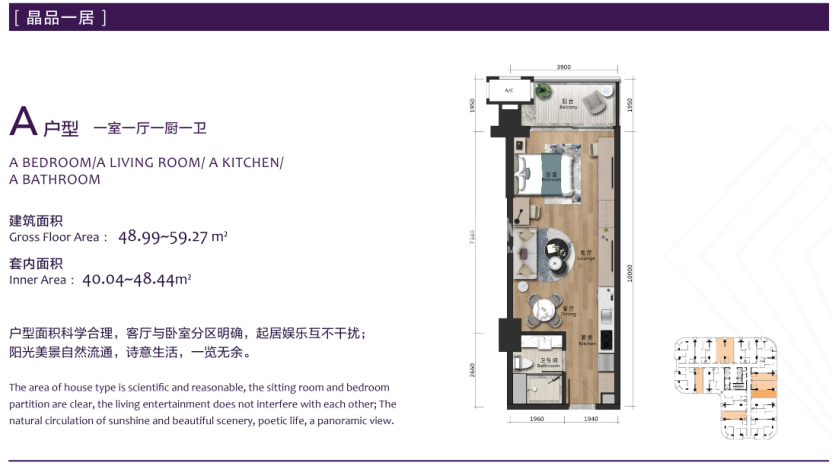 [ 晶品一居 ]
A 户型 一室一厅一厨一卫
A BEDROOM/A LIVING ROOM/ A KITCHEN/
A BATHROOM
建筑面积
Gross Floor Area： 48.99~59.27 m²
套内面积
Inner Area： 40.04~48.44m²
户型面积科学合理，客厅与卧室分区明确，起居娱乐互不干扰；
阳光美景自然流通，诗意生活，一览无余。
The area of house type is scientific and reasonable, the sitting room and bedroom
partition are clear, the living entertainment does not interfere with each other; The
natural circulation of sunshine and beautiful scenery, poetic life, a panoramic view.
3900
A/C
1950
阳台
Balcony
1950
卧室
Bedroom
7340
客厅
Lounge
10000
餐厅
Dining
厨房
Kitchen
卫生间
Bathroom
2660
1960
1940